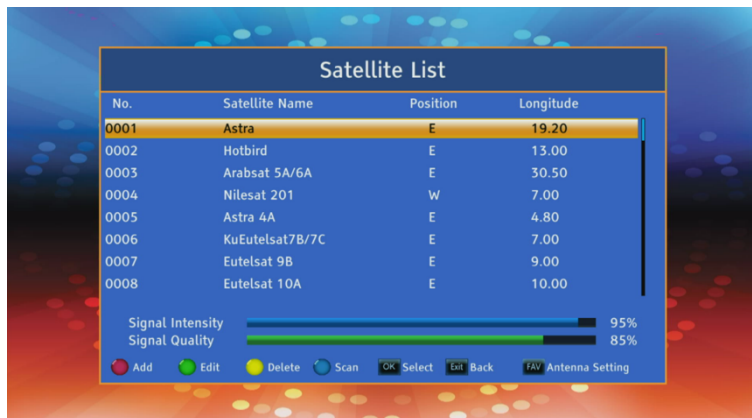 Satellite List
No. Satellite Name Position Longitude
0001 Astra E 19.20
0002 Hotbird E 13.00
0003 Arabsat 5A/6A E 30.50
0004 Nilesat 201 W 7.00
0005 Astra 4A E 4.80
0006 KuEutelsat7B/7C E 7.00
0007 Eutelsat 9B E 9.00
0008 Eutelsat 10A E 10.00
Signal Intensity 95%
Signal Quality 85%
Add Edit Delete Scan OK Select Exit Back FAV Antenna Setting